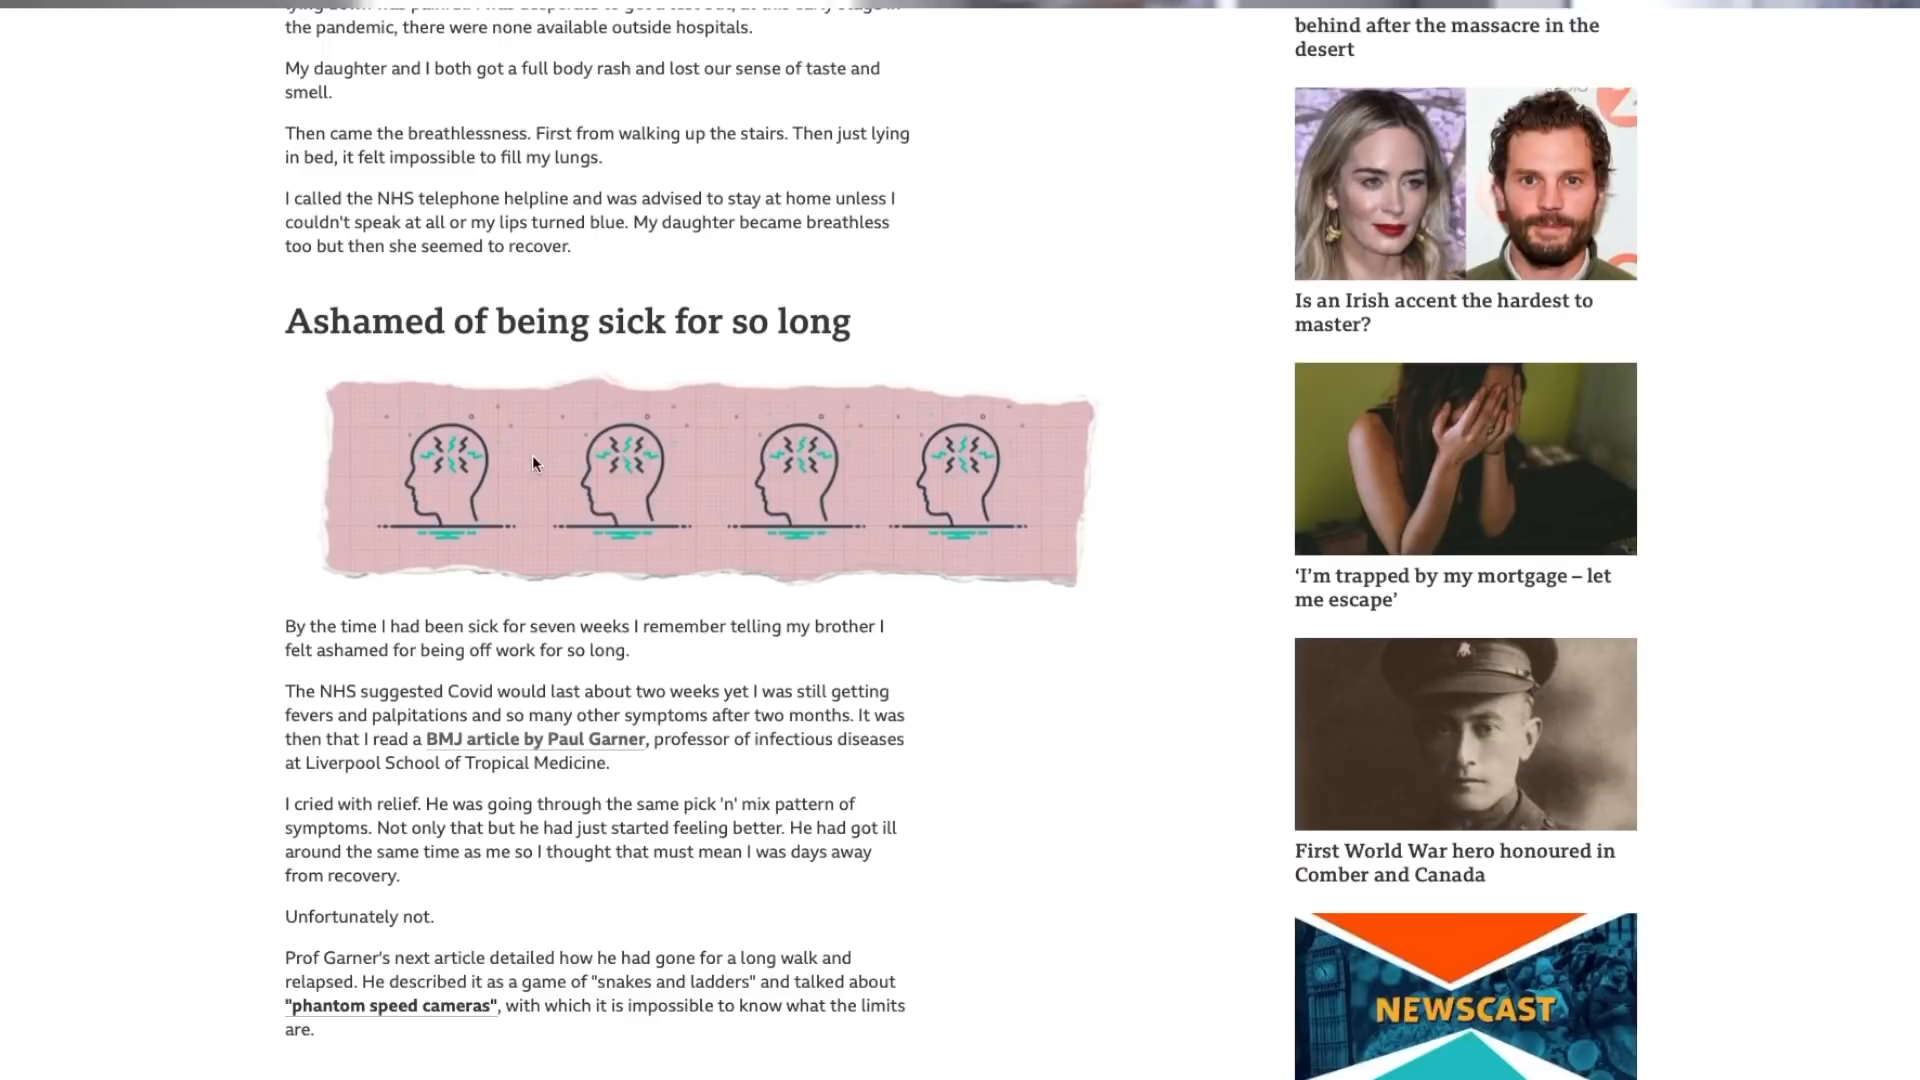 the pandemic, there were none available outside hospitals.
My daughter and I both got a full body rash and lost our sense of taste and
smell.
Then came the breathlessness. First from walking up the stairs. Then just lying
in bed, it felt impossible to fill my lungs.
I called the NHS telephone helpline and was advised to stay at home unless I
couldn't speak at all or my lips turned blue. My daughter became breathless
too but then she seemed to recover.
Ashamed of being sick for so long
By the time I had been sick for seven weeks I remember telling my brother I
felt ashamed for being off work for so long.
The NHS suggested Covid would last about two weeks yet I was still getting
fevers and palpitations and so many other symptoms after two months. It was
then that I read a BMJ article by Paul Garner, professor of infectious diseases
at Liverpool School of Tropical Medicine.
I cried with relief. He was going through the same pick 'n' mix pattern of
symptoms. Not only that but he had just started feeling better. He had got ill
around the same time as me so I thought that must mean I was days away
from recovery.
Unfortunately not.
Prof Garner's next article detailed how he had gone for a long walk and
relapsed. He described it as a game of "snakes and ladders" and talked about
"phantom speed cameras", with which it is impossible to know what the limits
are.
behind after the massacre in the
desert
Is an Irish accent the hardest to
master?
‘I’m trapped by my mortgage – let
me escape’
First World War hero honoured in
Comber and Canada
NEWSCAST